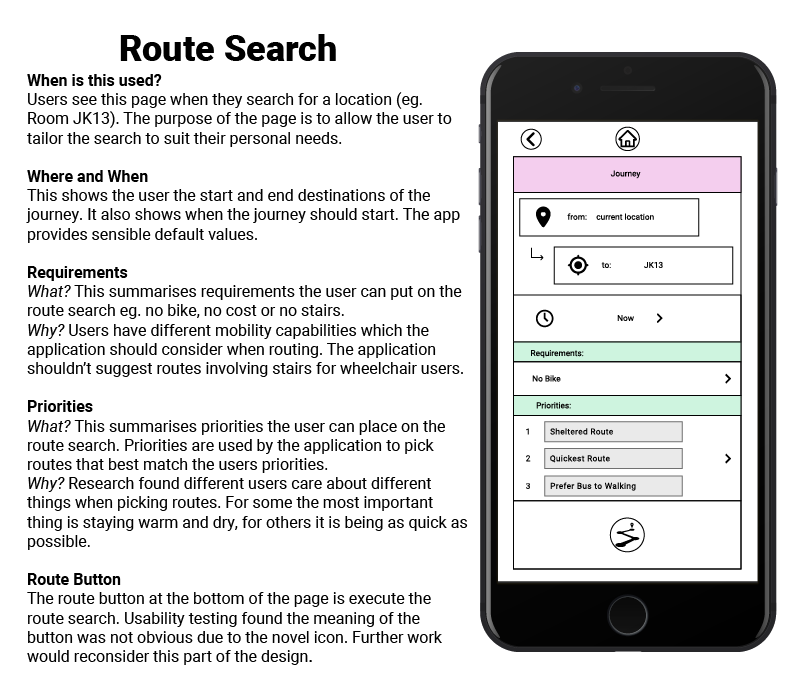 Route Search
When is this used?
Users see this page when they search for a location (eg.
Room JK13). The purpose of the page is to allow the user to
tailor the search to suit their personal needs.
Where and When
This shows the user the start and end destinations of the
journey. It also shows when the journey should start. The app
provides sensible default values.
Requirements
What? This summarises requirements the user can put on the
route search eg. no bike, no cost or no stairs.
Why? Users have different mobility capabilities which the
application should consider when routing. The application
shouldn't suggest routes involving stairs for wheelchair users.
Priorities
What? This summarises priorities the user can place on the
route search. Priorities are used by the application to pick
routes that best match the users priorities.
Why? Research found different users care about different
things when picking routes. For some the most important
thing is staying warm and dry, for others it is being as quick as
possible.
Route Button
The route button at the bottom of the page is execute the
route search. Usability testing found the meaning of the
button was not obvious due to the novel icon. Further work
would reconsider this part of the design.
Journey
from: current location
to: JK13
Now
Requirements:
No Bike
Priorities:
1 Sheltered Route
2 Quickest Route
3 Prefer Bus to Walking